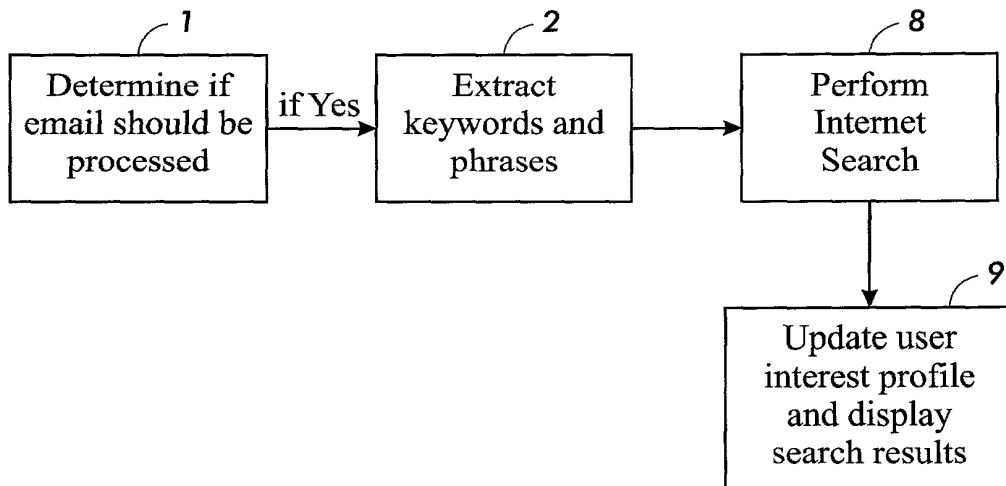 1
Determine if
email should be
processed
if Yes
2
Extract
keywords and
phrases
8
Perform
Internet
Search
9
Update user
interest profile
and display
search results